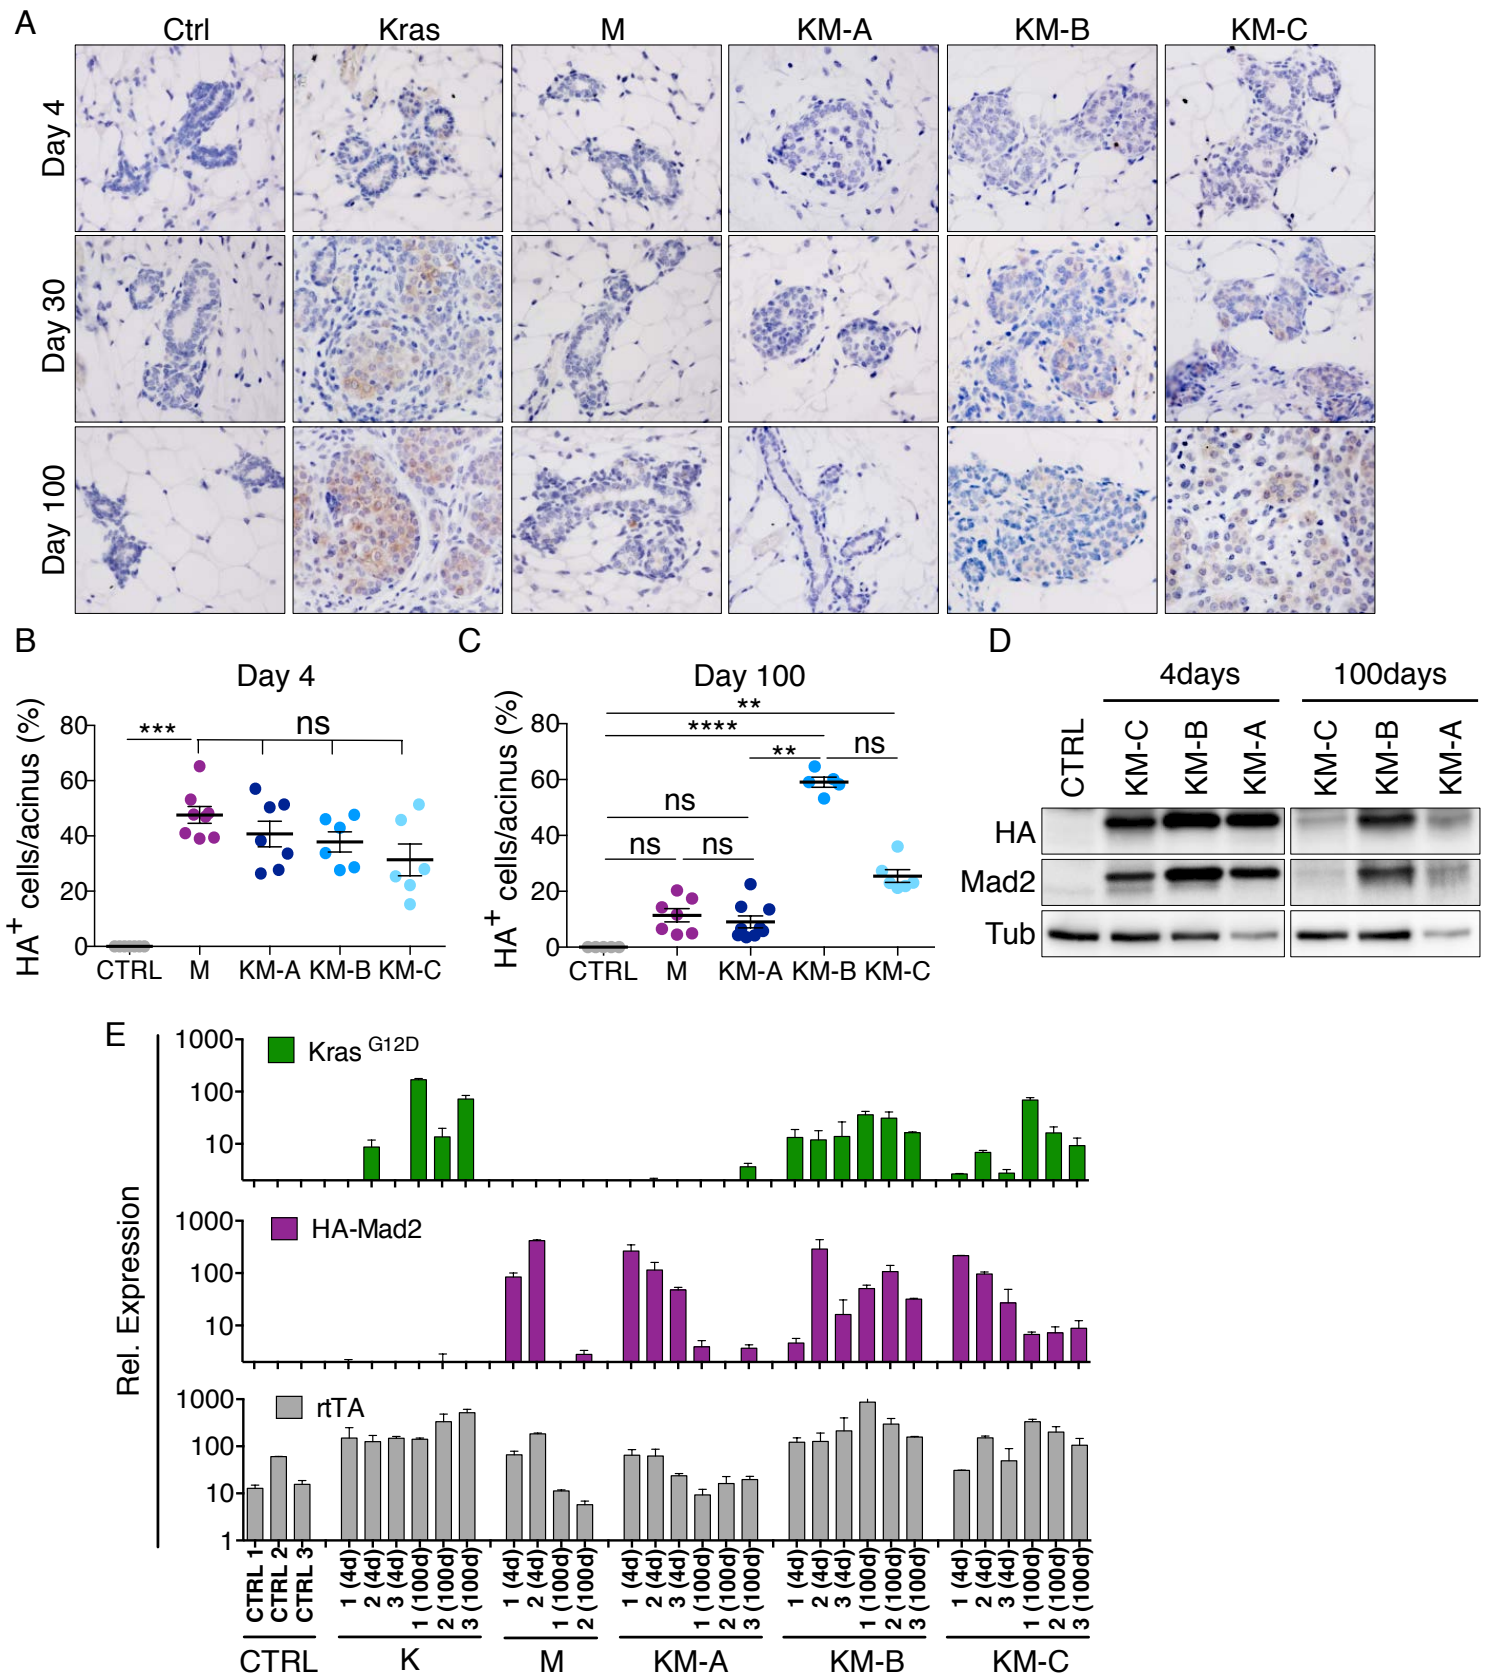 A
Ctrl Kras M KM-A KM-B KM-C
Day 4
Day 30
Day 100
B
Day 4
HA+ cells/acinus (%)
80
60
40
20
0
***
ns
CTRL M KM-A KM-B KM-C
C
Day 100
HA+ cells/acinus (%)
80
60
40
20
0
**
****
** ns
ns
ns ns
CTRL M KM-A KM-B KM-C
D
4days 100days
CTRL KM-C KM-B KM-A KM-C KM-B KM-A
HA
Mad2
Tub
E
Rel. Expression
1000
100
10
Kras G12D
1000
100
10
HA-Mad2
1000
100
10
1
rtTA
CTRL 1 CTRL 2 CTRL 3 1 (4d) 2 (4d) 3 (4d) 1 (100d) 2 (100d) 3 (100d) 1 (4d) 2 (4d) 1 (100d) 2 (100d) 1 (4d) 2 (4d) 3 (4d) 1 (100d) 2 (100d) 3 (100d) 1 (4d) 2 (4d) 3 (4d) 1 (100d) 2 (100d) 3 (100d) 1 (4d) 2 (4d) 3 (4d) 1 (100d) 2 (100d) 3 (100d)
CTRL K M KM-A KM-B KM-C